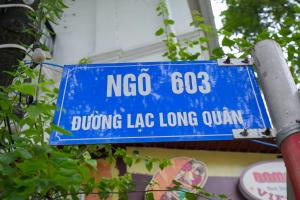 NGÕ 603
ĐƯỜNG LẠC LONG QUÂN